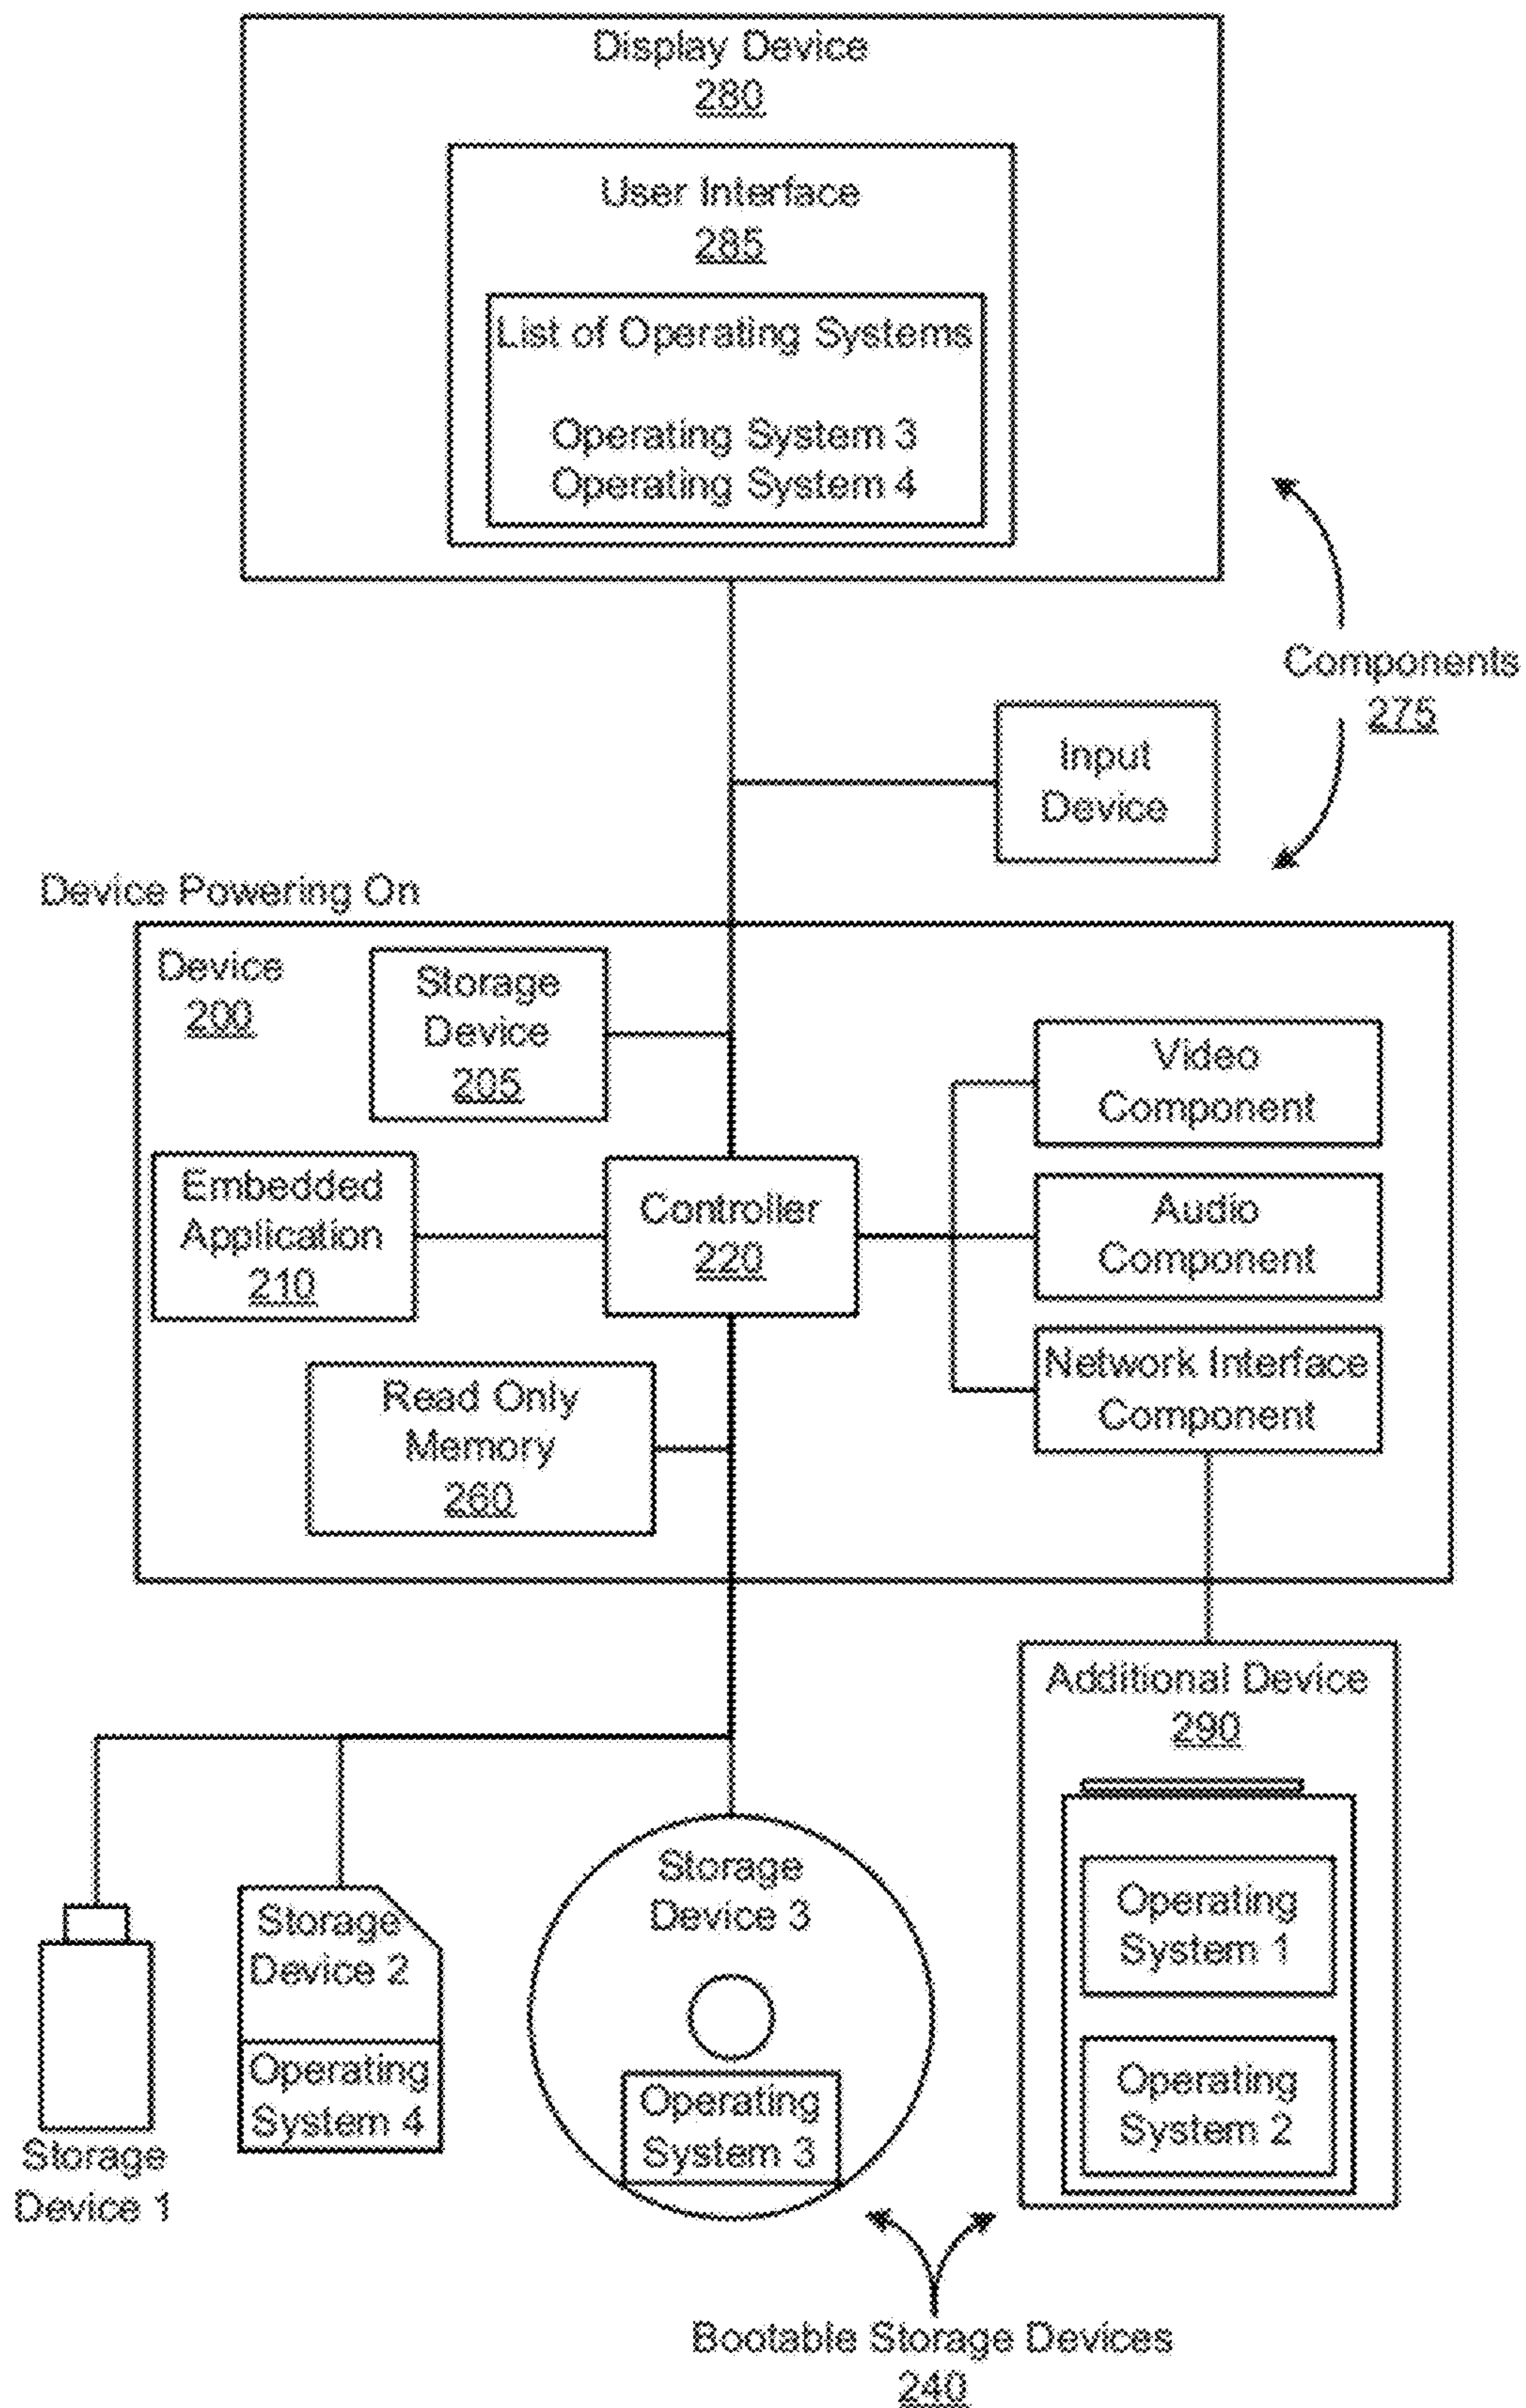 Display Device
280
User Interface
285
List of Operating Systems
Operating System 3
Operating System 4
Components
275
Input
Device
Device Powering On
Device
200
Storage
Device
205
Video
Component
Embedded
Application
210
Controller
220
Audio
Component
Network Interface
Component
Read Only
Memory
260
Additional Device
290
Storage
Device 3
Operating
System 1
Storage
Device 2
Operating
System 4
Operating
System 3
Operating
System 2
Storage
Device 1
Bootable Storage Devices
240